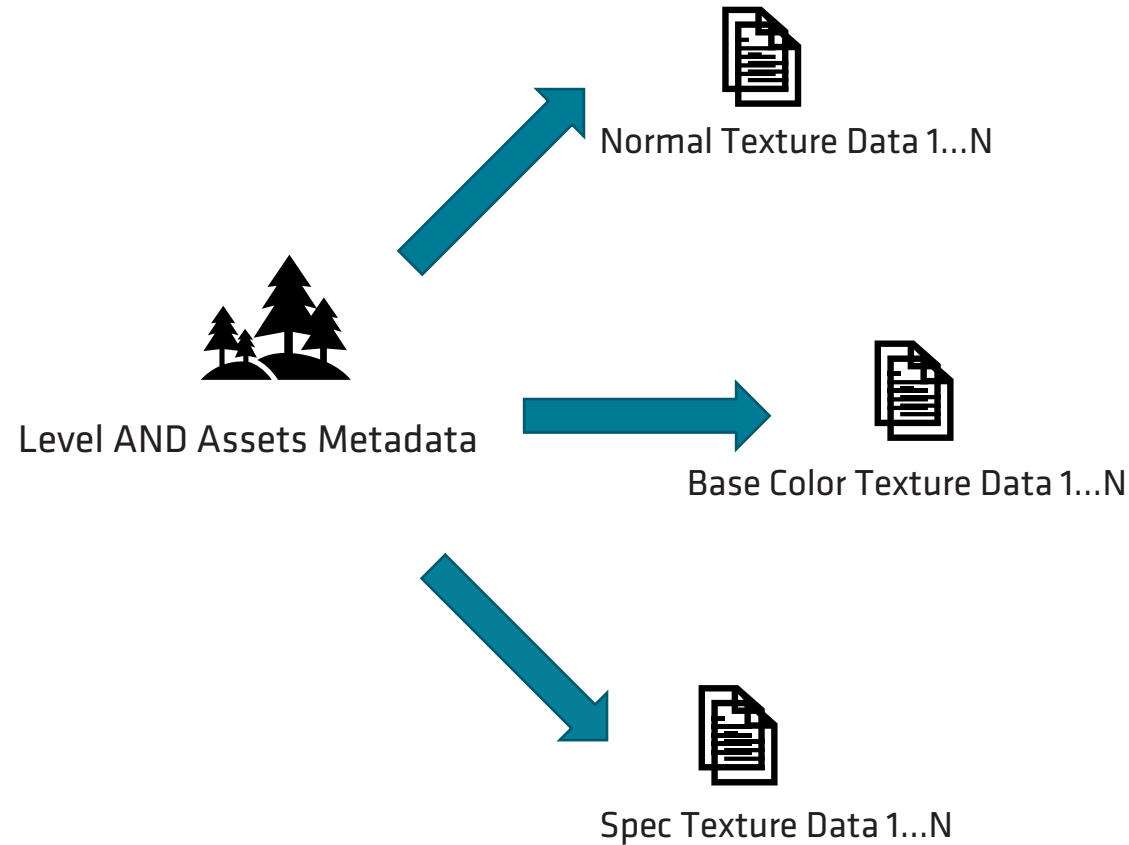 Normal Texture Data 1...N
Level AND Assets Metadata
Base Color Texture Data 1...N
Spec Texture Data 1...N